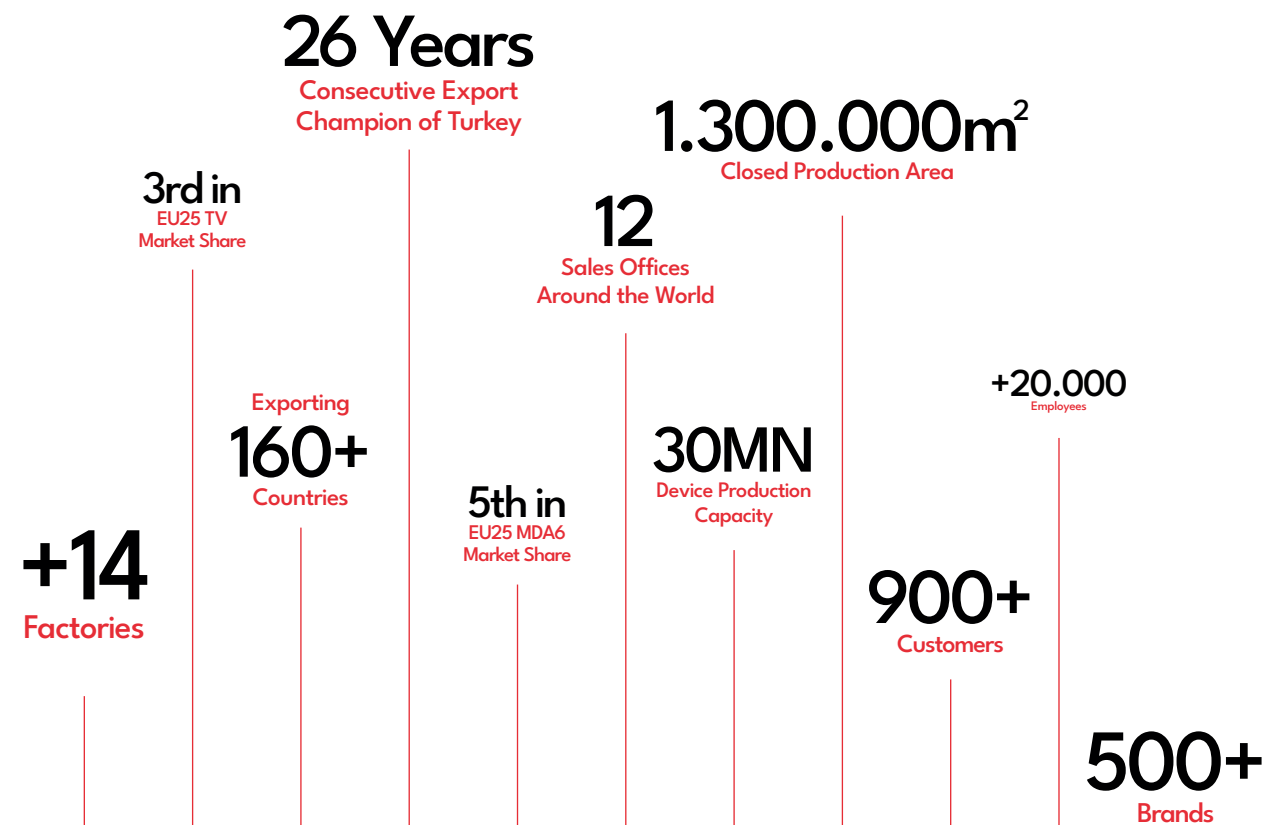 26 Years
Consecutive Export
Champion of Turkey
1.300.000m²
Closed Production Area
3rd in
EU25 TV
Market Share
12
Sales Offices
Around the World
+20.000
Employees
Exporting
160+
Countries
30MN
Device Production
Capacity
5th in
EU25 MDA6
Market Share
+14
Factories
900+
Customers
500+
Brands